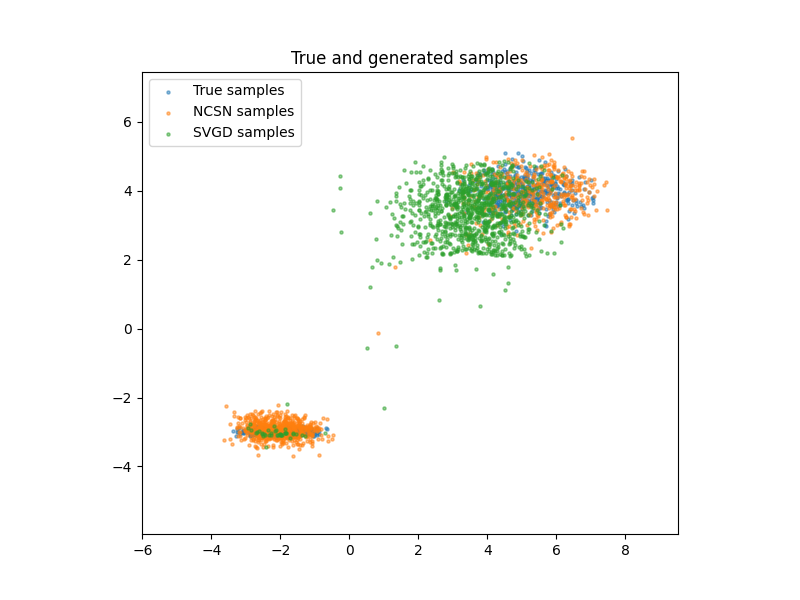 True and generated samples
True samples
NCSN samples
SVGD samples
6
4
2
0
−2
−4
−6 −4 −2 0 2 4 6 8